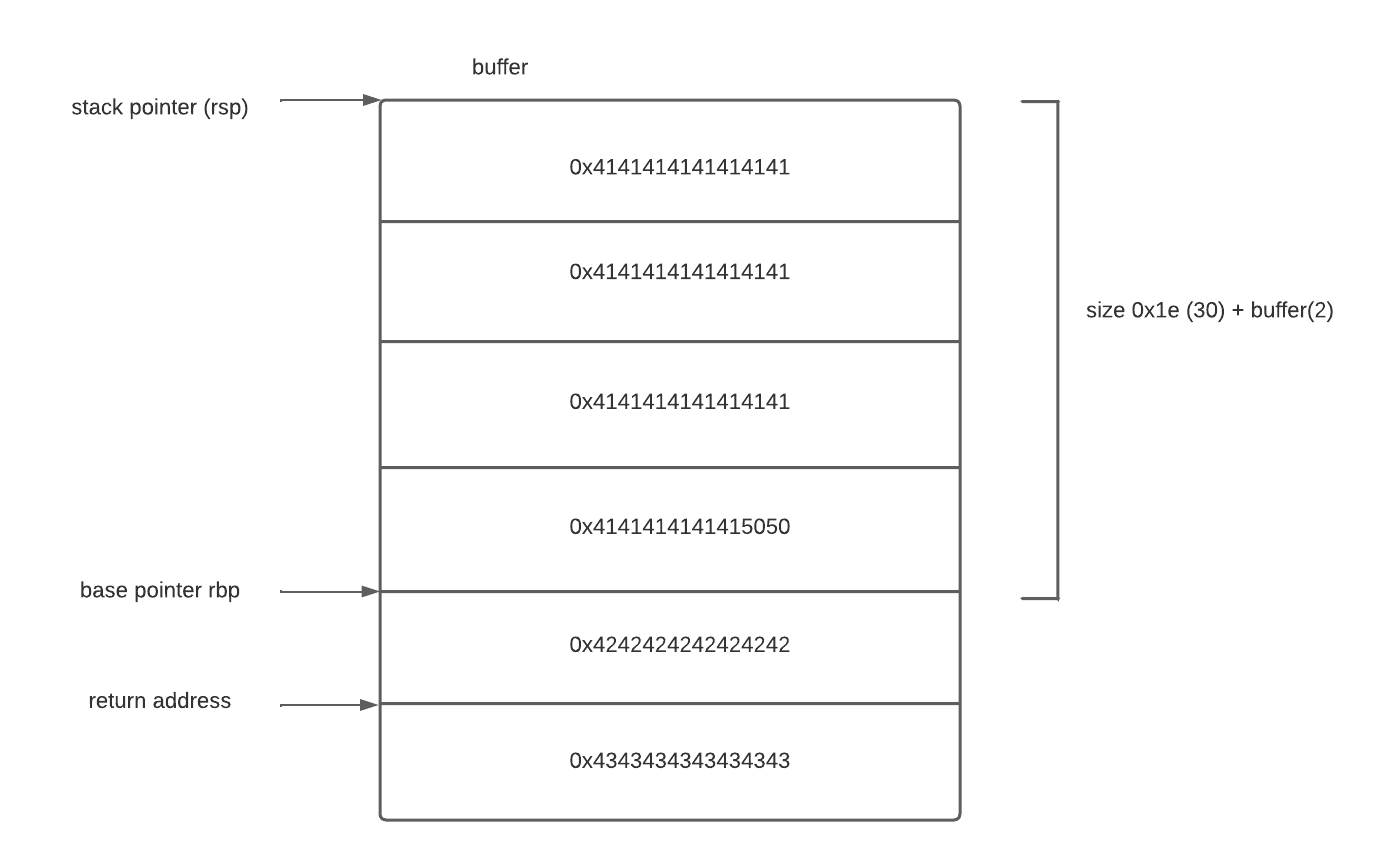 buffer
stack pointer (rsp)
0x4141414141414141
0x4141414141414141
size 0x1e (30) + buffer(2)
0x4141414141414141
0x4141414141415050
base pointer rbp
0x4242424242424242
return address
0x4343434343434343